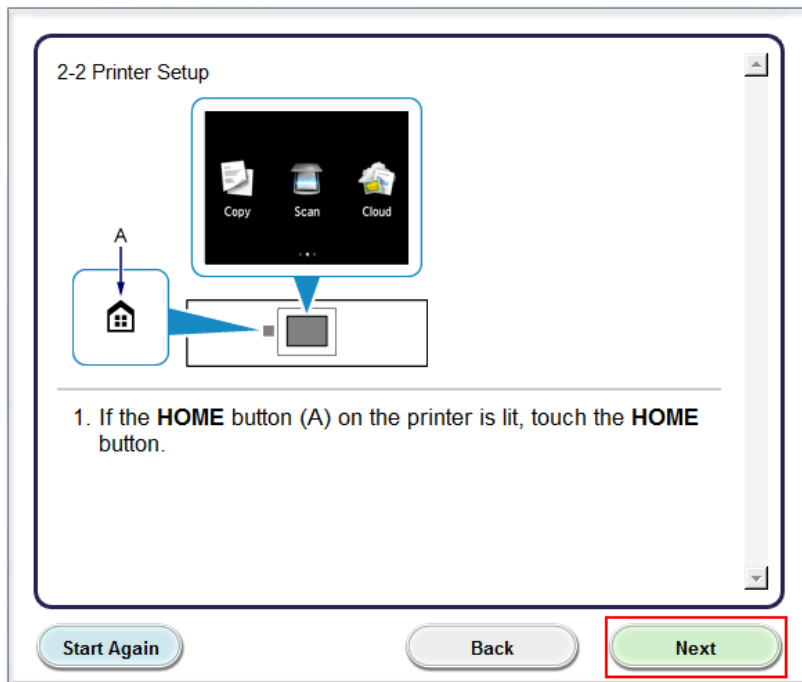 2-2 Printer Setup
Copy Scan Cloud
A
1. If the HOME button (A) on the printer is lit, touch the HOME
button.
Start Again Back Next